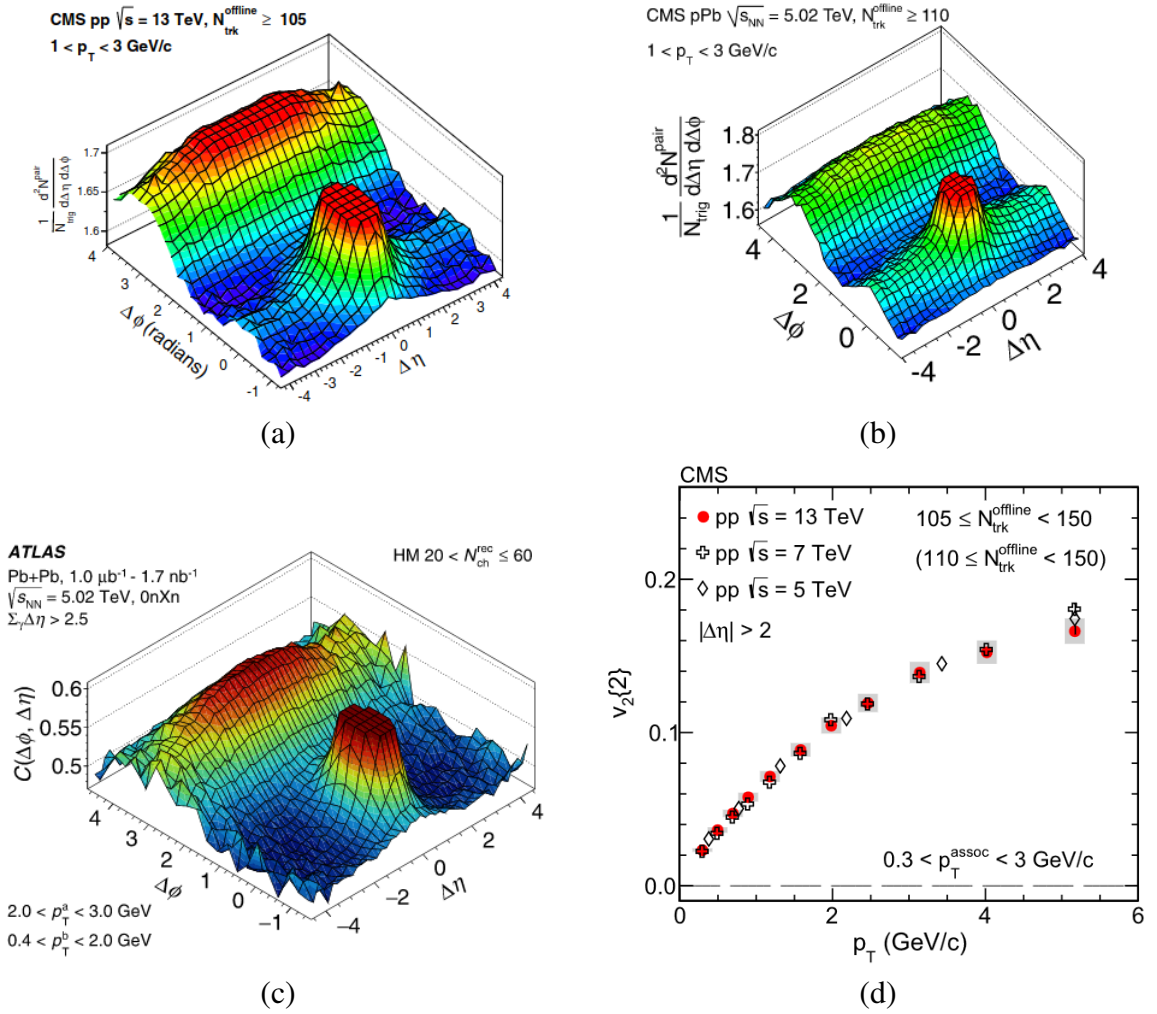 CMS pp √s = 13 TeV, N_trk^offline ≥ 105
1 < p_T < 3 GeV/c
1/N_trig d²N^pair/dΔη dΔφ
1.7
1.65
1.6
4
3
2
1
0
-1
Δφ (radians)
-4
-3
-2
-1
0
1
2
3
4
Δη
(a)
CMS pPb √s_NN = 5.02 TeV, N_trk^offline ≥ 110
1 < p_T < 3 GeV/c
1/N_trig d²N^pair/dΔη dΔφ
1.8
1.7
1.6
4
2
0
Δφ
-4
-2
0
2
4
Δη
(b)
ATLAS
Pb+Pb, 1.0 μb⁻¹ - 1.7 nb⁻¹
√s_NN = 5.02 TeV, 0nXn
Σ_γ Δη > 2.5
HM 20 < N_ch^rec ≤ 60
C(Δφ, Δη)
0.6
0.55
0.5
4
3
2
1
0
−1
Δφ
−4
−2
0
2
4
Δη
2.0 < p_T^a < 3.0 GeV
0.4 < p_T^b < 2.0 GeV
(c)
CMS
pp √s = 13 TeV
pp √s = 7 TeV
pp √s = 5 TeV
|Δη| > 2
105 ≤ N_trk^offline < 150
(110 ≤ N_trk^offline < 150)
0.3 < p_T^assoc < 3 GeV/c
v₂{2}
0.2
0.1
0.0
0
2
4
6
p_T (GeV/c)
(d)